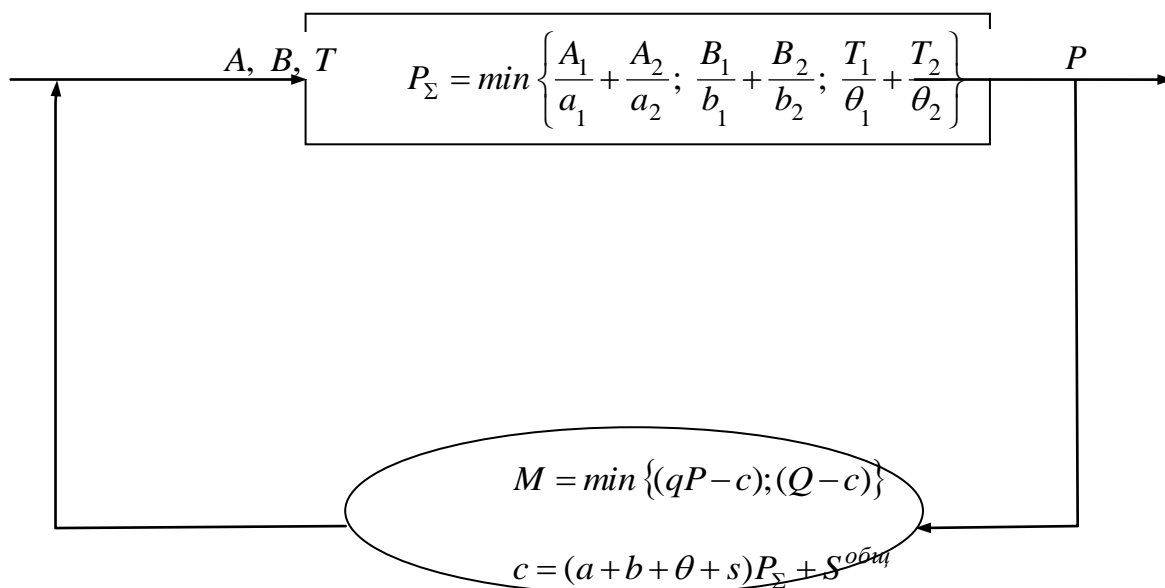 A, B, T
P_Σ = min {A_1/a_1 + A_2/a_2; B_1/b_1 + B_2/b_2; T_1/θ_1 + T_2/θ_2}
P
M = min {(qP − c); (Q − c)}
c = (a + b + θ + s)P_Σ + S^общ